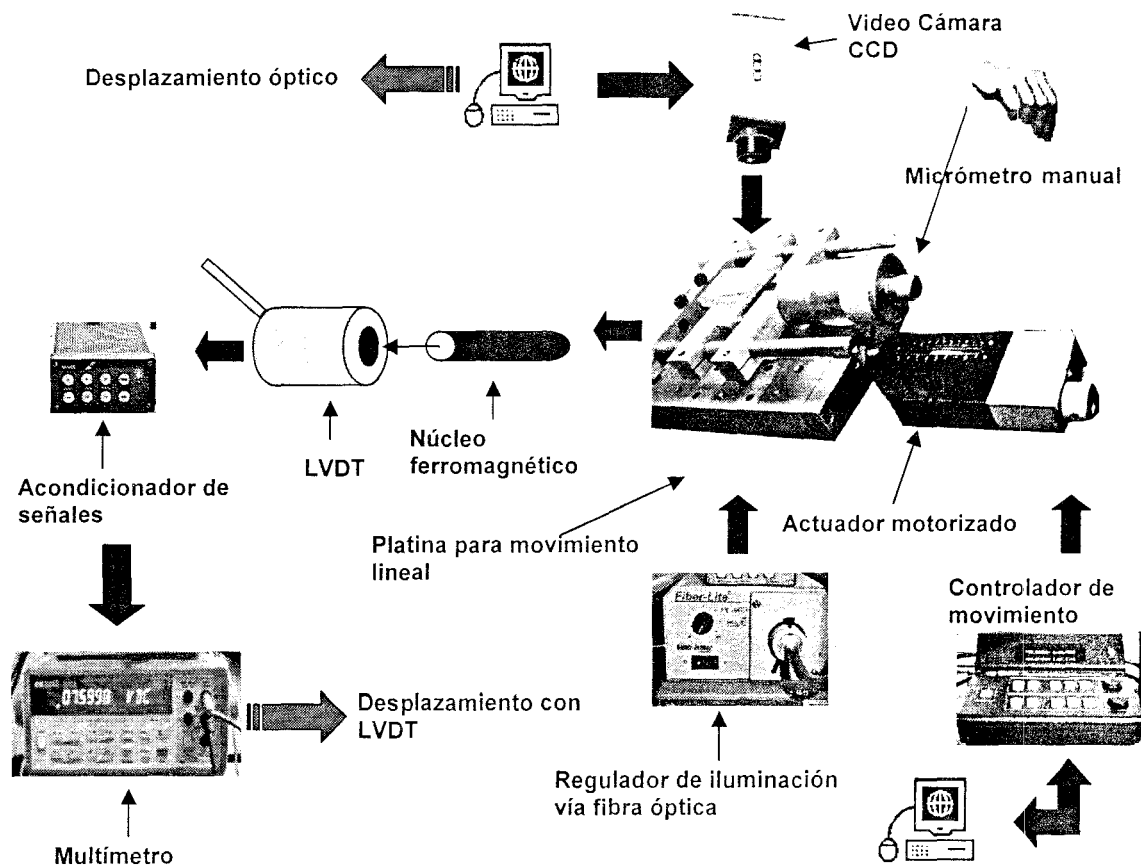 Video Cámara
CCD
Desplazamiento óptico
Micrómetro manual
LVDT
Núcleo
ferromagnético
Acondicionador de
señales
Platina para movimiento
lineal
Actuador motorizado
Controlador de
movimiento
Fiber-Lite
Desplazamiento con
LVDT
Regulador de iluminación
vía fibra óptica
Multímetro